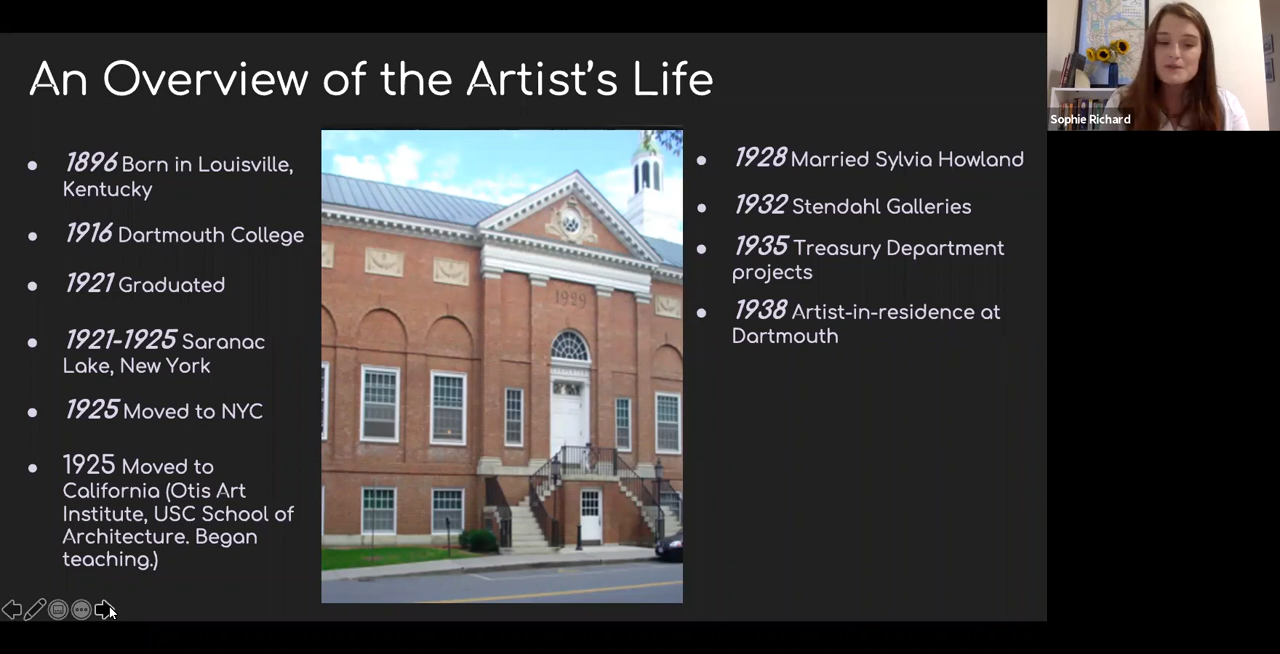 An Overview of the Artist's Life
1896 Born in Louisville,
Kentucky
1916 Dartmouth College
1921 Graduated
1921-1925 Saranac
Lake, New York
1925 Moved to NYC
1925 Moved to
California (Otis Art
Institute, USC School of
Architecture. Began
teaching.)
1929
1928 Married Sylvia Howland
1932 Stendahl Galleries
1935 Treasury Department
projects
1938 Artist-in-residence at
Dartmouth
Sophie Richard